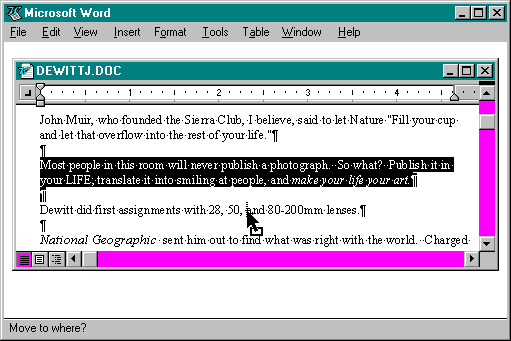 Microsoft Word
File Edit View Insert Format Tools Table Window Help
DEWITTJ.DOC
1 2 3 4
John Muir, who founded the Sierra Club, I believe, said to let Nature "Fill your cup
and let that overflow into the rest of your life."¶
¶
Most people in this room will never publish a photograph. So what? Publish it in
your LIFE; translate it into smiling at people, and make your life your art.¶
¶
Dewitt did first assignments with 28, 50, and 80-200mm lenses.¶
¶
National Geographic sent him out to find what was right with the world. Charged
Move to where?